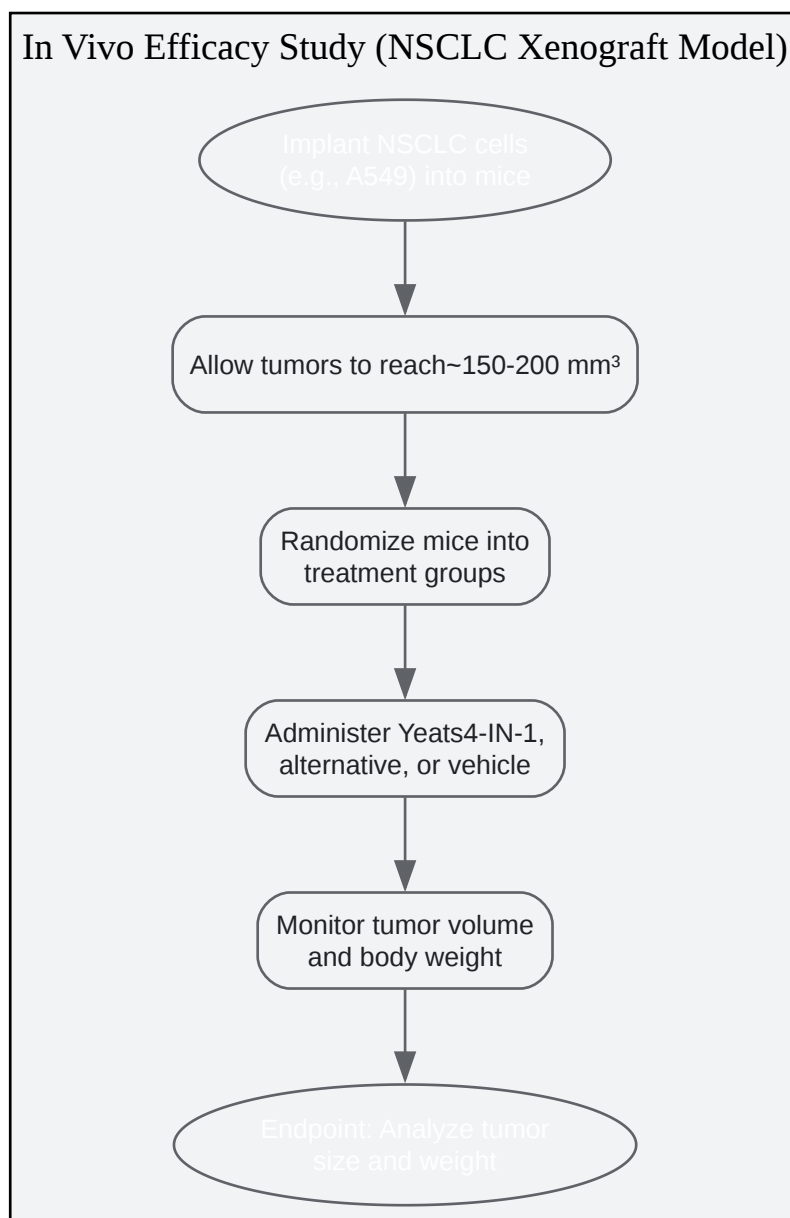 In Vivo Efficacy Study (NSCLC Xenograft Model)
Implant NSCLC cells
(e.g., A549) into mice
Allow tumors to reach~150-200 mm³
Randomize mice into
treatment groups
Administer Yeats4-IN-1,
alternative, or vehicle
Monitor tumor volume
and body weight
Endpoint: Analyze tumor
size and weight